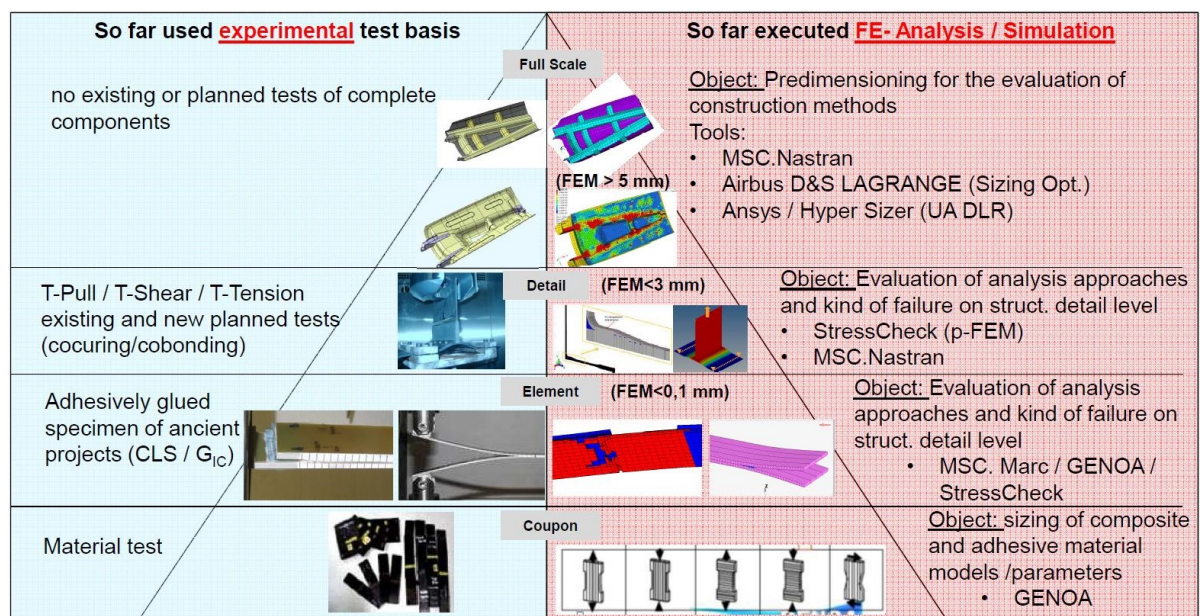 So far used experimental test basis
So far executed FE- Analysis / Simulation
Full Scale
no existing or planned tests of complete
components
Object: Predimensioning for the evaluation of
construction methods
Tools:
• MSC.Nastran
• Airbus D&S LAGRANGE (Sizing Opt.)
• Ansys / Hyper Sizer (UA DLR)
(FEM > 5 mm)
T-Pull / T-Shear / T-Tension
existing and new planned tests
(cocuring/cobonding)
Detail
(FEM<3 mm)
Object: Evaluation of analysis approaches
and kind of failure on struct. detail level
• StressCheck (p-FEM)
• MSC.Nastran
Adhesively glued
specimen of ancient
projects (CLS / GIC)
Element
(FEM<0,1 mm)
Object: Evaluation of analysis
approaches and kind of failure on
struct. detail level
• MSC. Marc / GENOA /
StressCheck
Material test
Coupon
Object: sizing of composite
and adhesive material
models /parameters
• GENOA